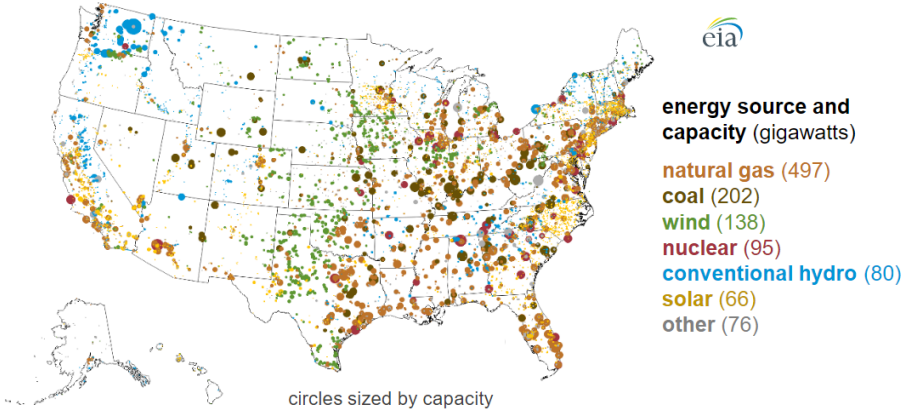 eia
energy source and
capacity (gigawatts)
natural gas (497)
coal (202)
wind (138)
nuclear (95)
conventional hydro (80)
solar (66)
other (76)
circles sized by capacity